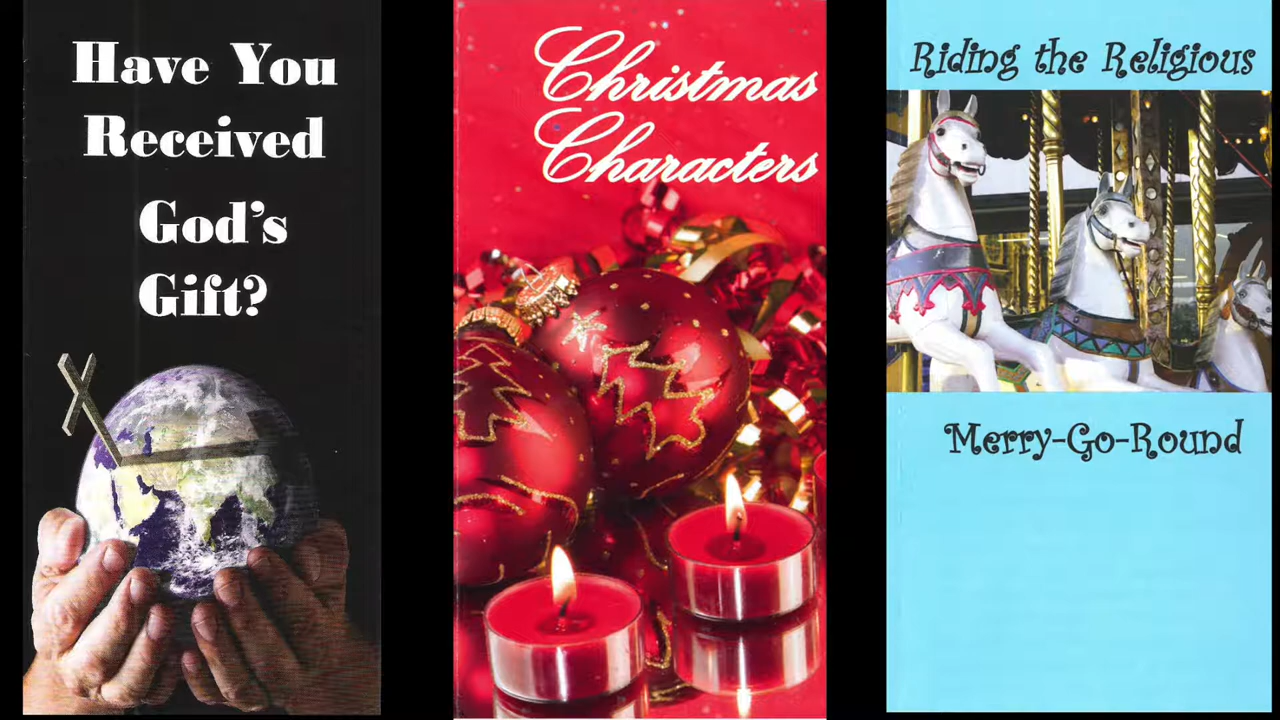 Have You
Received
God's
Gift?
Christmas
Characters
Riding the Religious
Merry-Go-Round